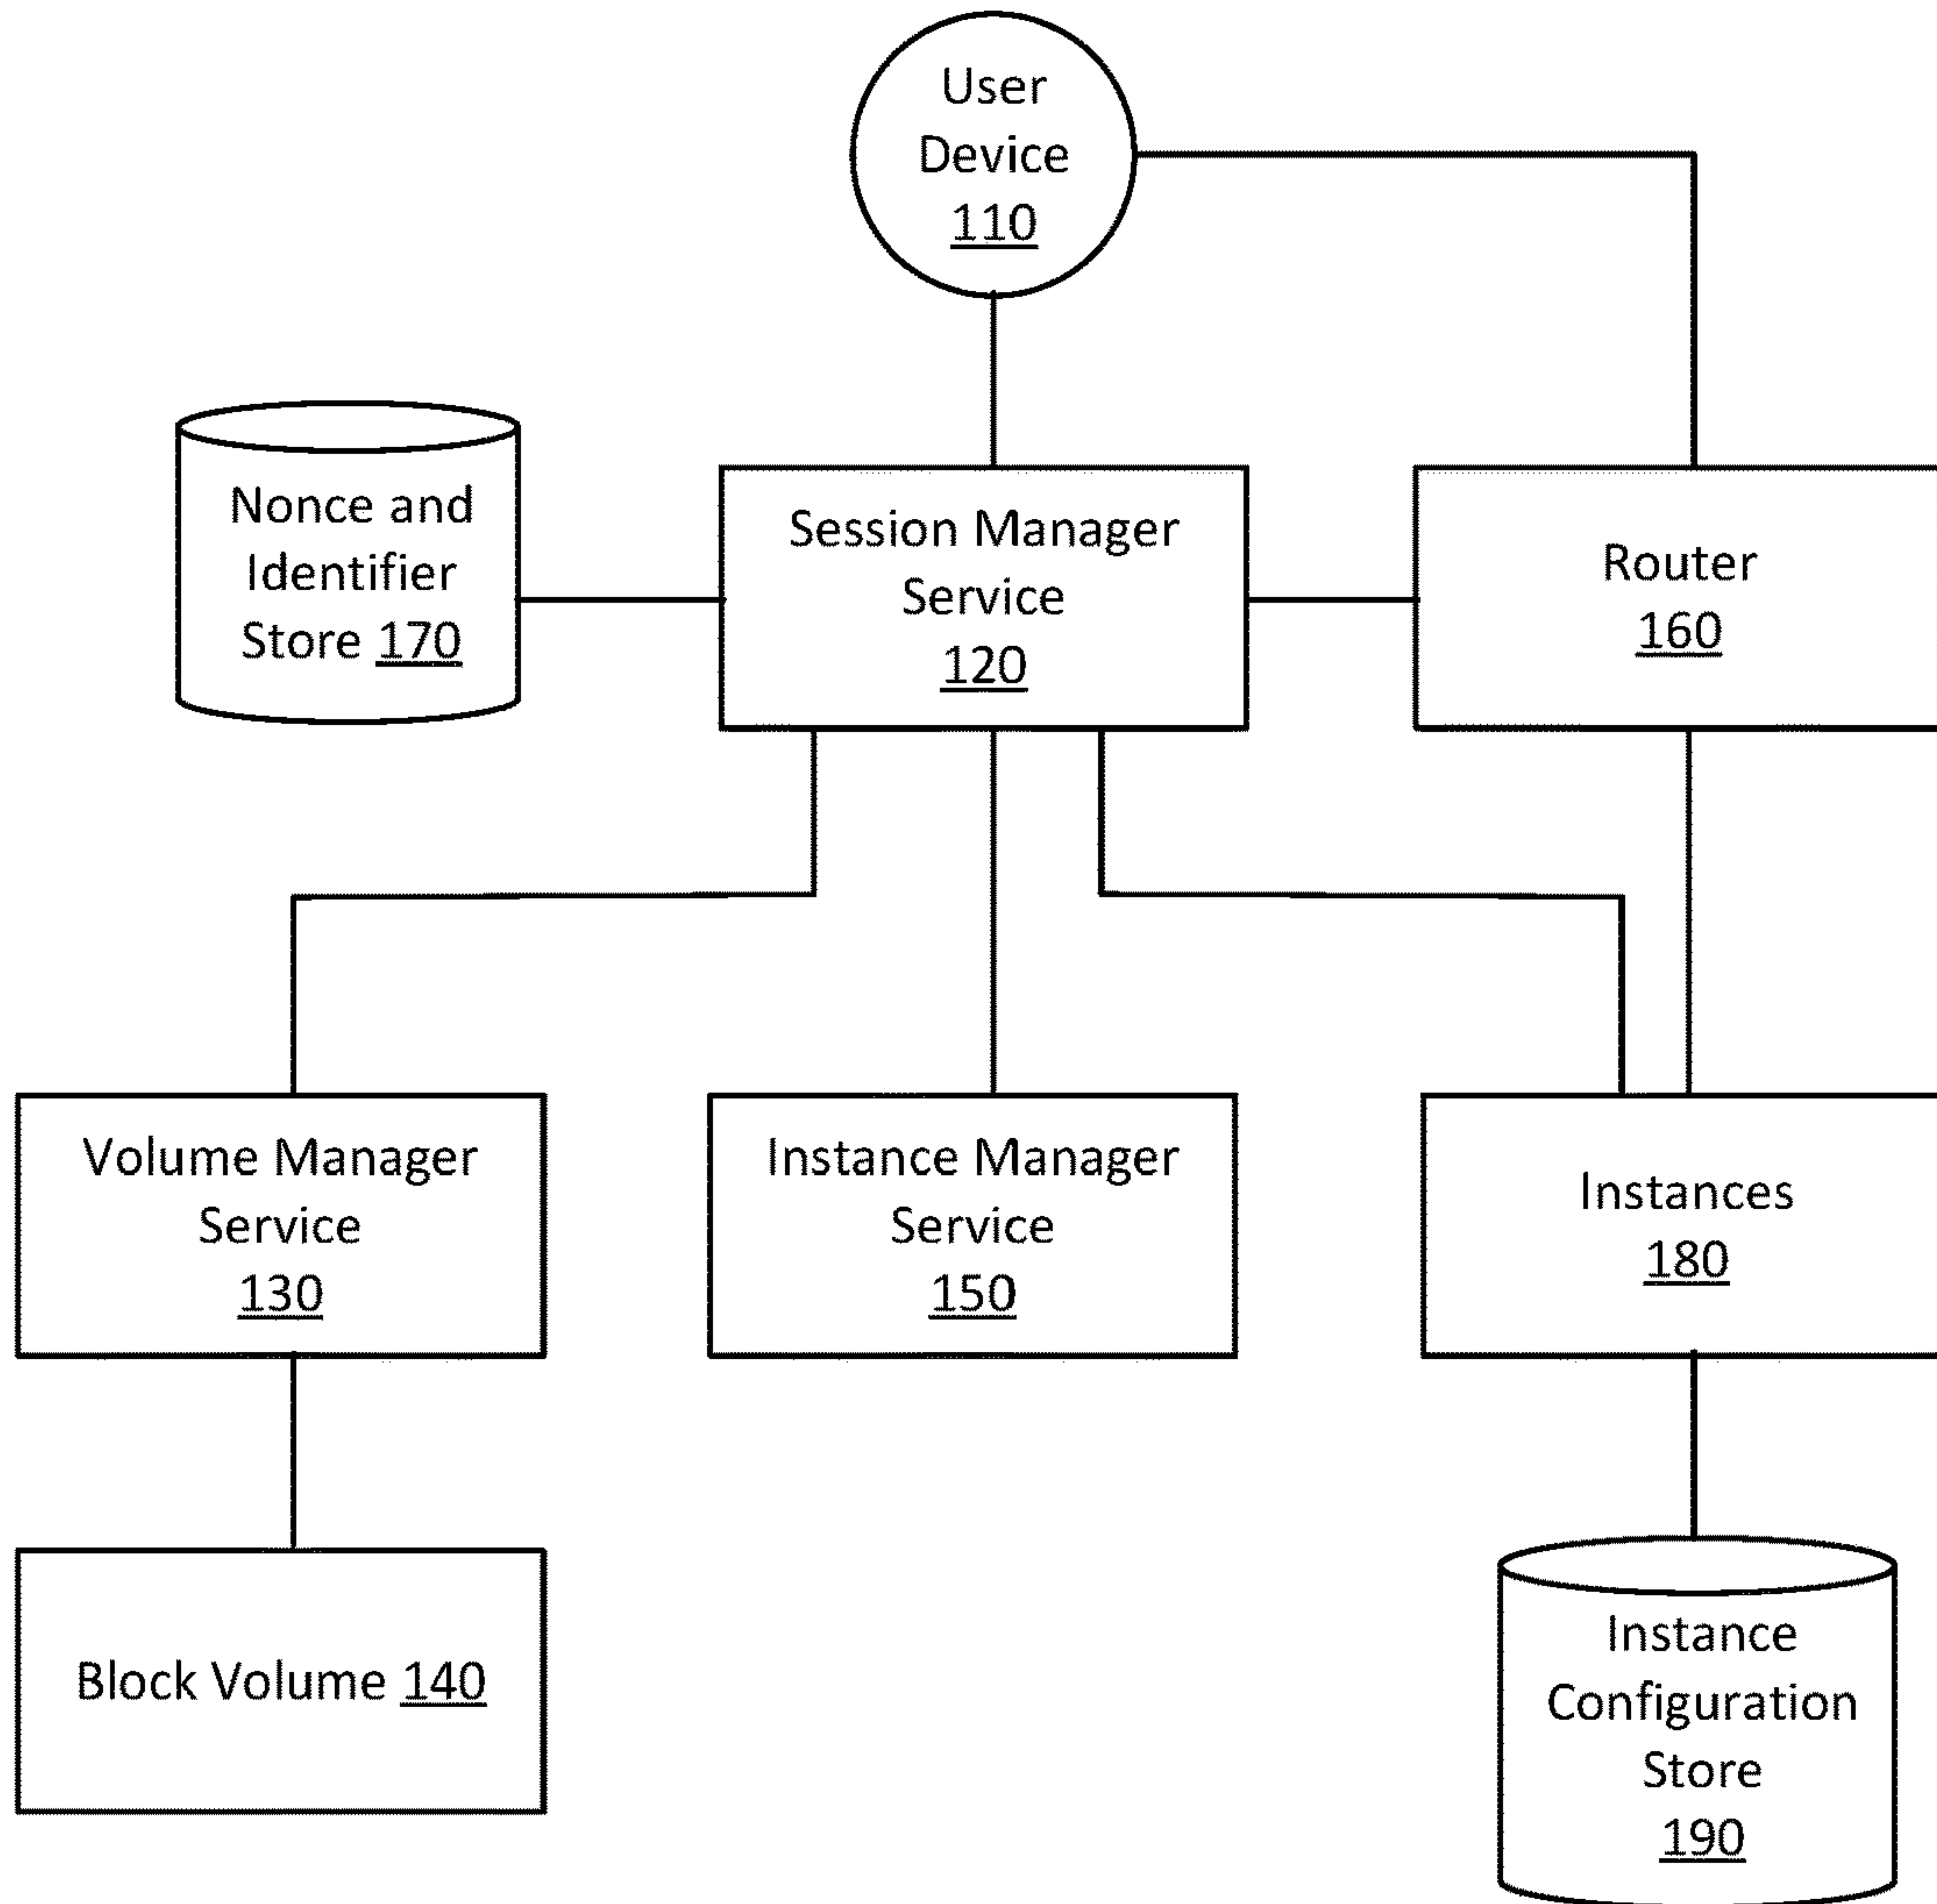 User
Device
110
Nonce and
Identifier
Store 170
Session Manager
Service
120
Router
160
Volume Manager
Service
130
Instance Manager
Service
150
Instances
180
Block Volume 140
Instance
Configuration
Store
190